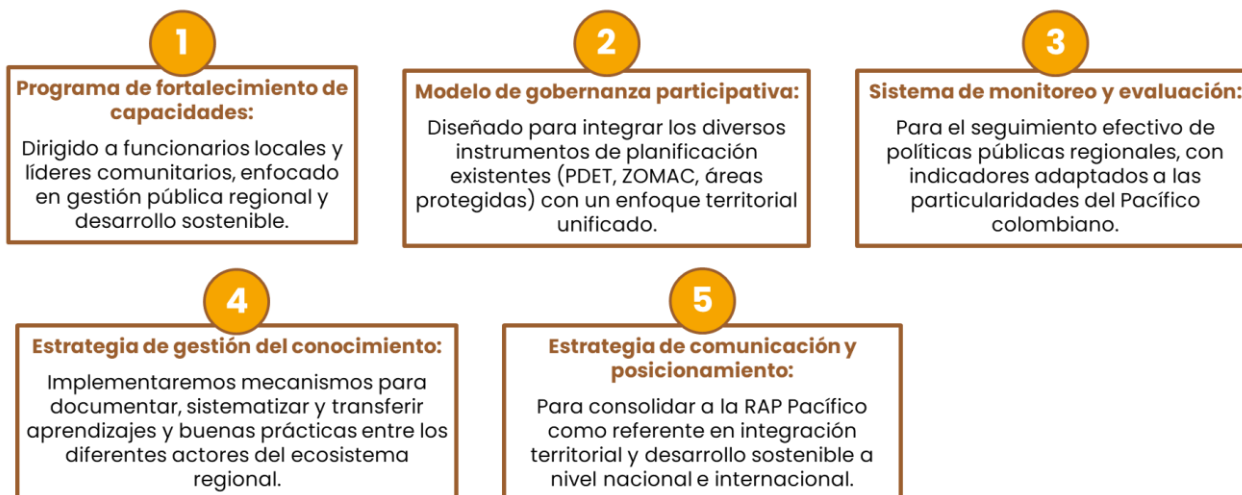 1
Programa de fortalecimiento de
capacidades:
Dirigido a funcionarios locales y
líderes comunitarios, enfocado
en gestión pública regional y
desarrollo sostenible.
2
Modelo de gobernanza participativa:
Diseñado para integrar los diversos
instrumentos de planificación
existentes (PDET, ZOMAC, áreas
protegidas) con un enfoque territorial
unificado.
3
Sistema de monitoreo y evaluación:
Para el seguimiento efectivo de
políticas públicas regionales, con
indicadores adaptados a las
particularidades del Pacífico
colombiano.
4
Estrategia de gestión del conocimiento:
Implementaremos mecanismos para
documentar, sistematizar y transferir
aprendizajes y buenas prácticas entre los
diferentes actores del ecosistema
regional.
5
Estrategia de comunicación y
posicionamiento:
Para consolidar a la RAP Pacífico
como referente en integración
territorial y desarrollo sostenible a
nivel nacional e internacional.